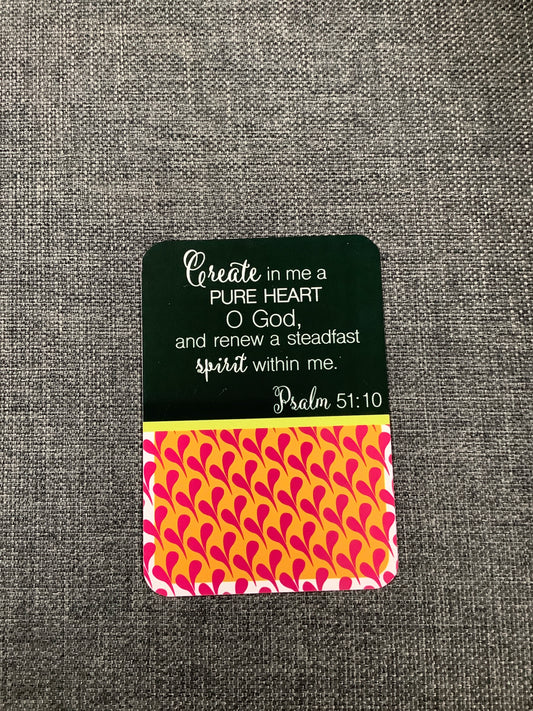 Create in me a
PURE HEART
O God,
and renew a steadfast
spirit within me.
Psalm 51:10